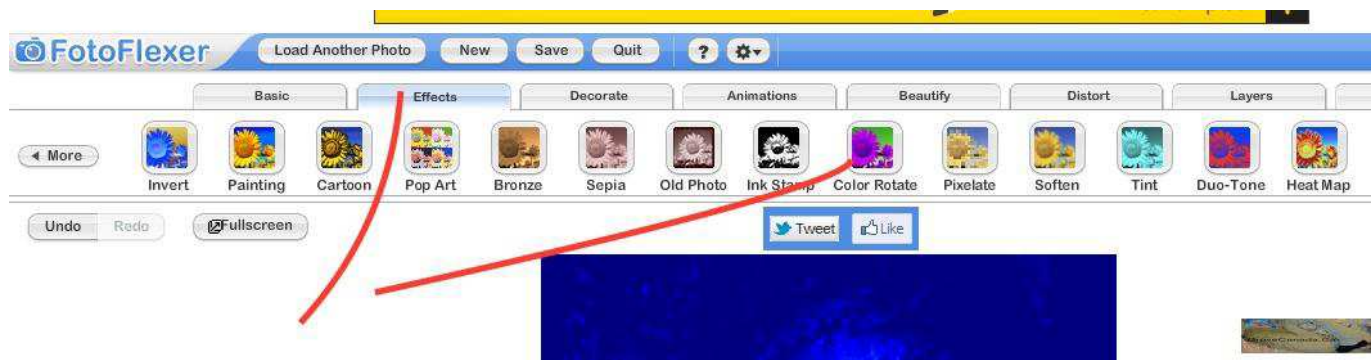 FotoFlexer Load Another Photo New Save Quit ?
Basic Effects Decorate Animations Beautify Distort Layers
More
Invert Painting Cartoon Pop Art Bronze Sepia Old Photo Ink Stamp Color Rotate Pixelate Soften Tint Duo-Tone Heat Map
Undo Redo Fullscreen
Tweet Like